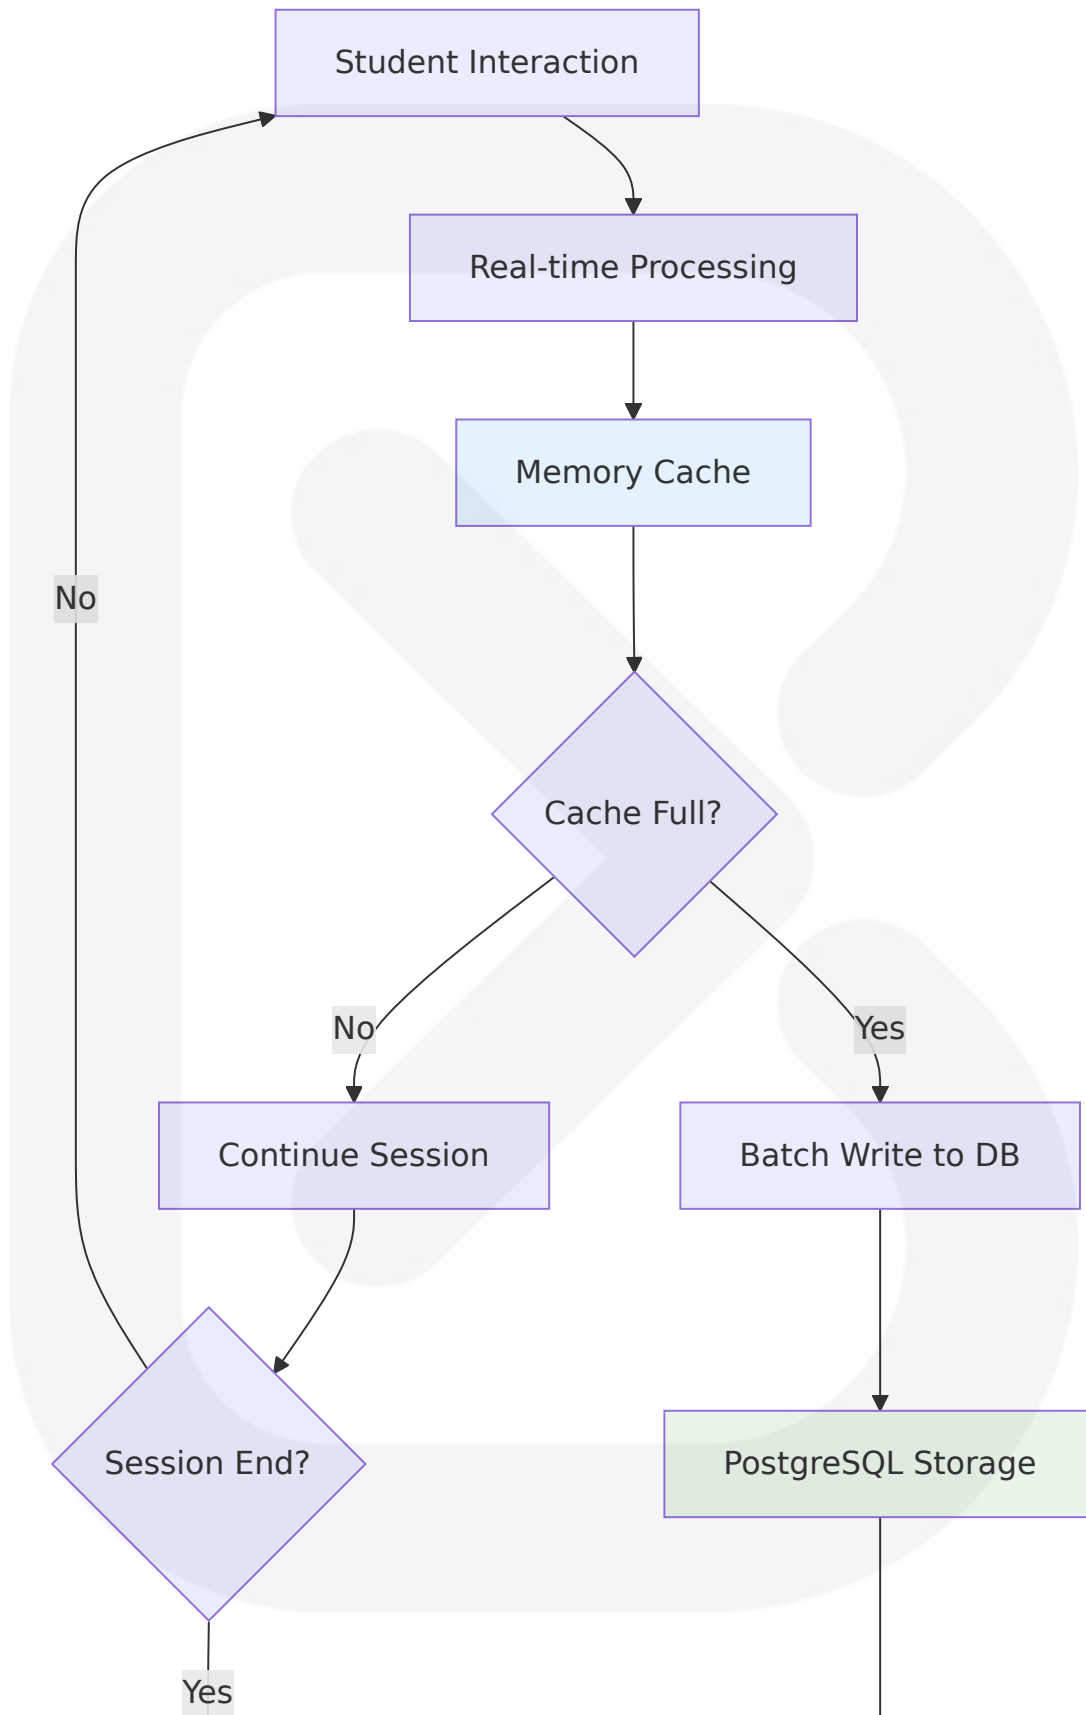 Student Interaction
Real-time Processing
Memory Cache
No
Cache Full?
No
Yes
Continue Session
Batch Write to DB
Session End?
PostgreSQL Storage
Yes